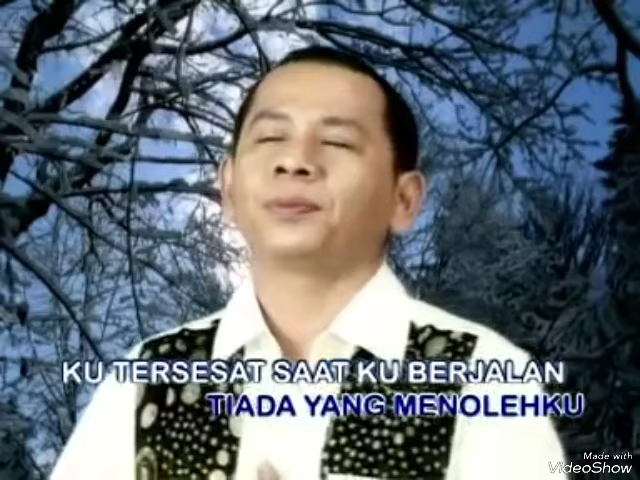 KU TERSESAT SAAT KU BERJALAN
TIADA YANG MENOLEHKU
Made with
VideoShow